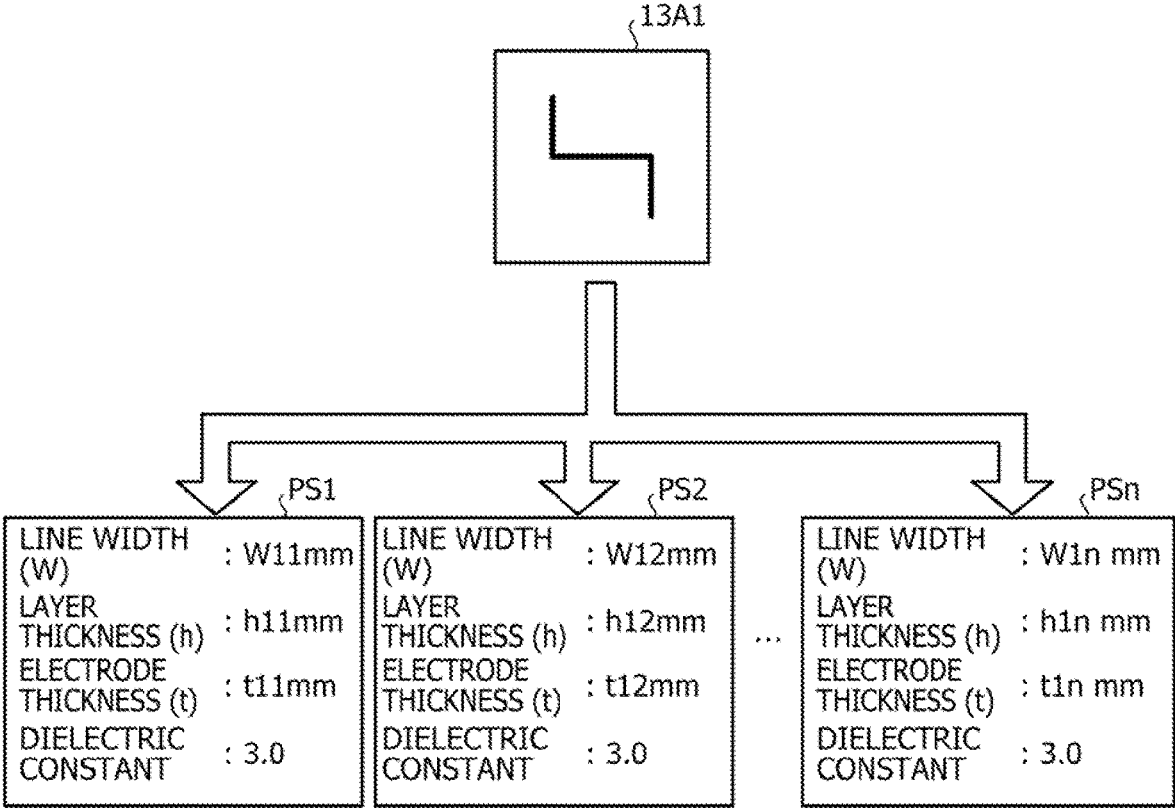 13A1
PS1
LINE WIDTH
(W) : W11mm
LAYER
THICKNESS (h) : h11mm
ELECTRODE
THICKNESS (t) : t11mm
DIELECTRIC
CONSTANT : 3.0
PS2
LINE WIDTH
(W) : W12mm
LAYER
THICKNESS (h) : h12mm
ELECTRODE
THICKNESS (t) : t12mm
DIELECTRIC
CONSTANT : 3.0
...
PSn
LINE WIDTH
(W) : W1n mm
LAYER
THICKNESS (h) : h1n mm
ELECTRODE
THICKNESS (t) : t1n mm
DIELECTRIC
CONSTANT : 3.0